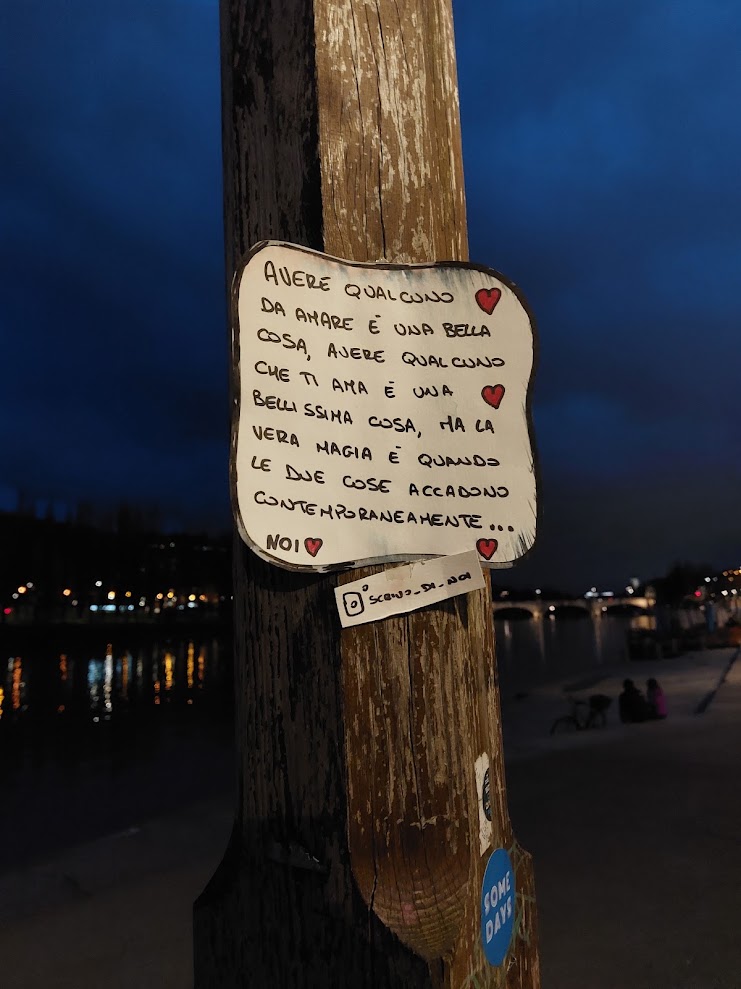 AVERE QUALCUNO
DA AMARE È UNA BELLA
COSA, AVERE QUALCUNO
CHE TI AMA È UNA
BELLISSIMA COSA, MA LA
VERA MAGIA È QUANDO
LE DUE COSE ACCADONO
CONTEMPORANEAMENTE...
NOI
SCRIVO_DI_NOI
SOME
DAYS